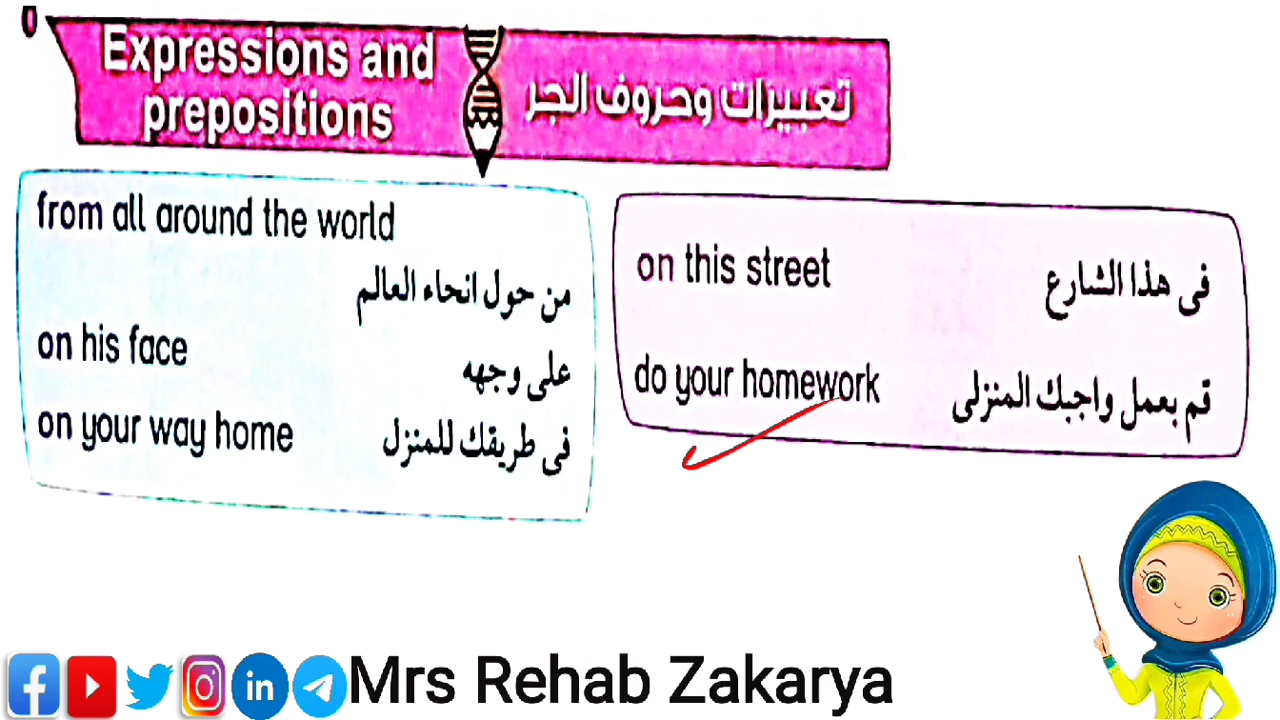 Expressions and
prepositions
تعبيرات وحروف الجر
from all around the world
من حول انحاء العالم
on his face
على وجهه
on your way home
فى طريقك للمنزل
on this street
فى هذا الشارع
do your homework
قم بعمل واجبك المنزلى
Mrs Rehab Zakarya